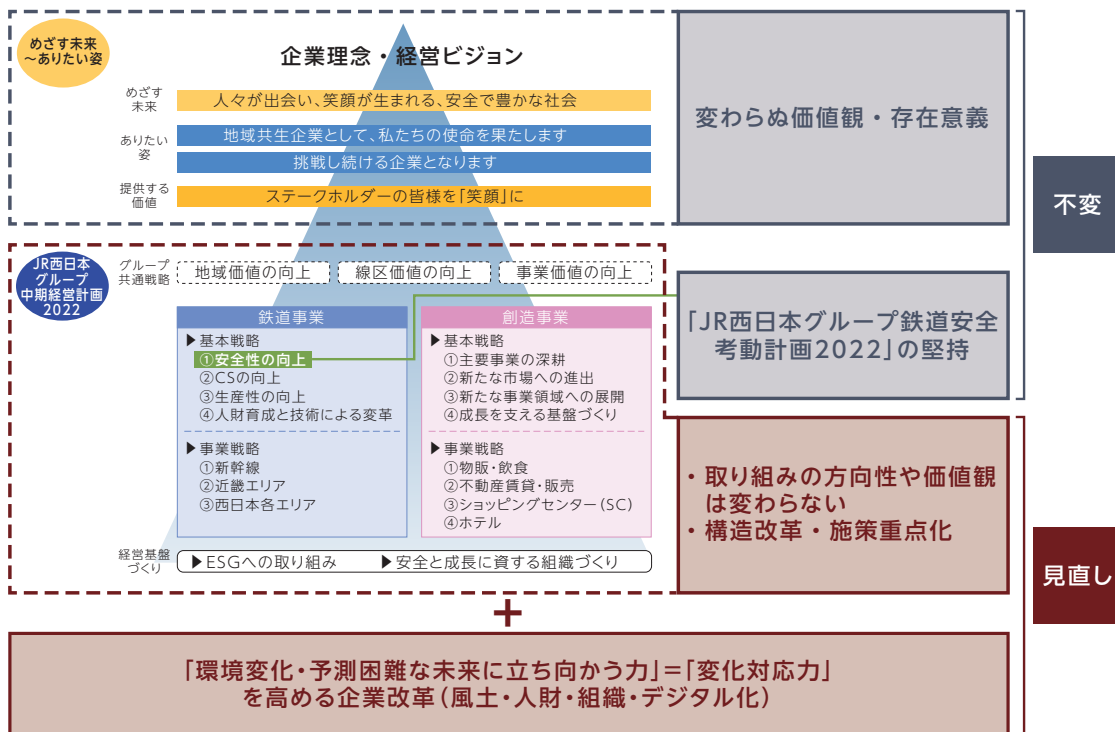 めざす未来
～ありたい姿
企業理念・経営ビジョン
めざす
未来
人々が出会い、笑顔が生まれる、安全で豊かな社会
ありたい
姿
地域共生企業として、私たちの使命を果たします
挑戦し続ける企業となります
提供する
価値
ステークホルダーの皆様を「笑顔」に
変わらぬ価値観・存在意義
不変
JR西日本
グループ
中期経営計画
2022
グループ
共通戦略
地域価値の向上
線区価値の向上
事業価値の向上
鉄道事業
▶基本戦略
①安全性の向上
②CSの向上
③生産性の向上
④人財育成と技術による変革
▶事業戦略
①新幹線
②近畿エリア
③西日本各エリア
創造事業
▶基本戦略
①主要事業の深耕
②新たな市場への進出
③新たな事業領域への展開
④成長を支える基盤づくり
▶事業戦略
①物販・飲食
②不動産賃貸・販売
③ショッピングセンター（SC）
④ホテル
「JR西日本グループ鉄道安全
考動計画2022」の堅持
・取り組みの方向性や価値観
は変わらない
・構造改革・施策重点化
見直し
経営基盤
づくり
▶ESGへの取り組み
▶安全と成長に資する組織づくり
+
「環境変化・予測困難な未来に立ち向かう力」＝「変化対応力」
を高める企業改革（風土・人財・組織・デジタル化）